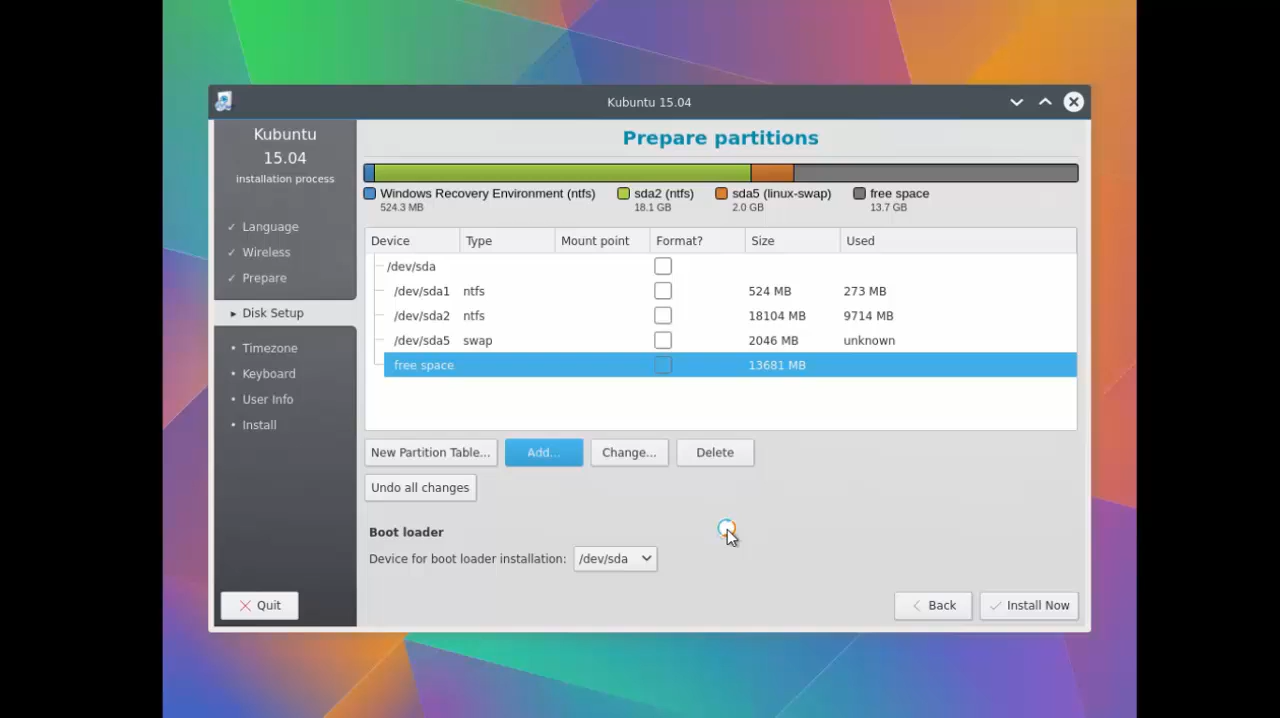 Kubuntu 15.04
Kubuntu
15.04
installation process
✓ Language
✓ Wireless
✓ Prepare
▸ Disk Setup
• Timezone
• Keyboard
• User Info
• Install
Quit
Prepare partitions
Windows Recovery Environment (ntfs) sda2 (ntfs) sda5 (linux-swap) free space
524.3 MB 18.1 GB 2.0 GB 13.7 GB
Device Type Mount point Format? Size Used
/dev/sda
/dev/sda1 ntfs 524 MB 273 MB
/dev/sda2 ntfs 18104 MB 9714 MB
/dev/sda5 swap 2046 MB unknown
free space 13681 MB
New Partition Table... Add... Change... Delete
Undo all changes
Boot loader
Device for boot loader installation: /dev/sda
Back Install Now